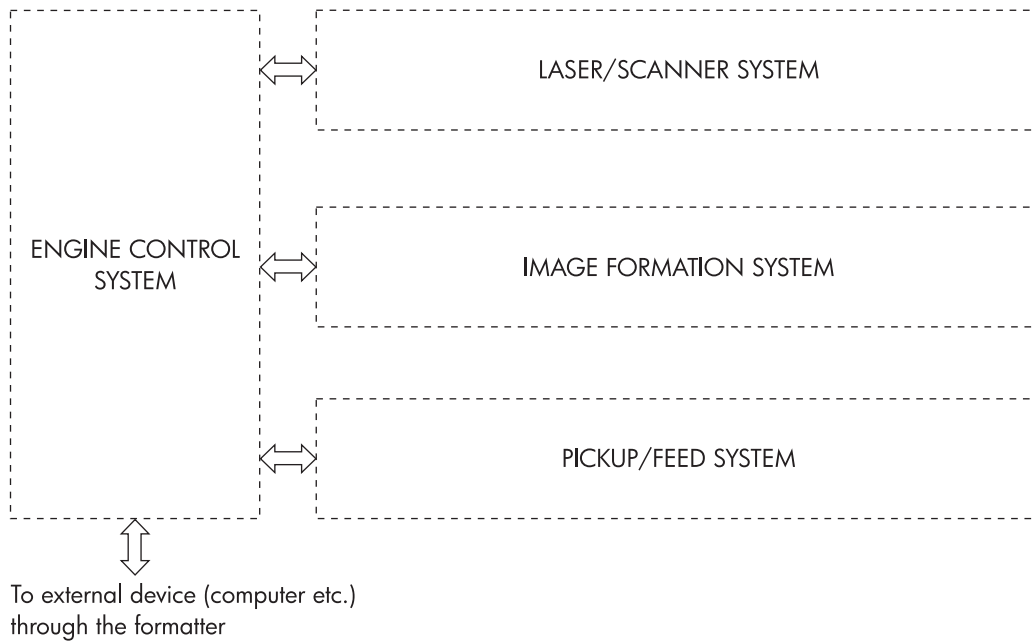 LASER/SCANNER SYSTEM
ENGINE CONTROL
SYSTEM
IMAGE FORMATION SYSTEM
PICKUP/FEED SYSTEM
To external device (computer etc.)
through the formatter